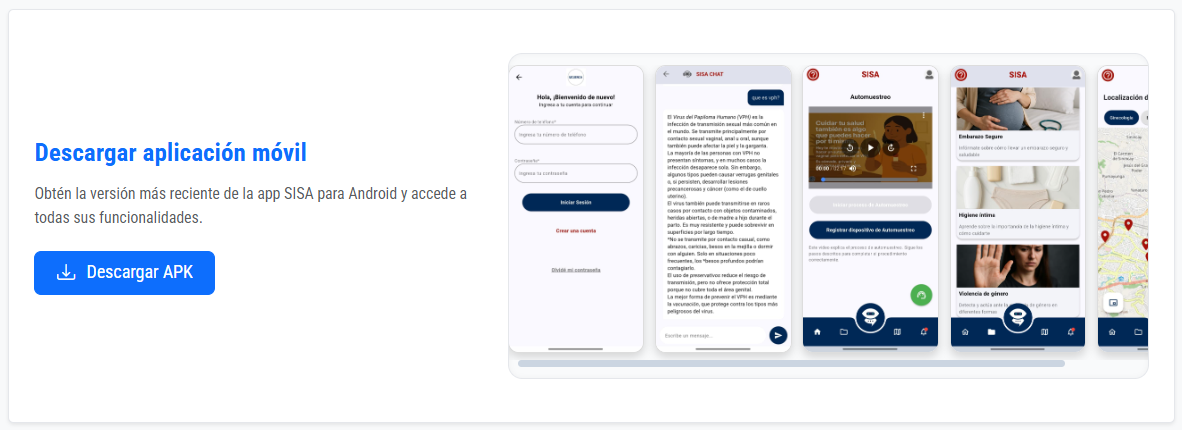 Descargar aplicación móvil
Obtén la versión más reciente de la app SISA para Android y accede a
todas sus funcionalidades.
Descargar APK
Hola, ¡Bienvenido de nuevo!
Ingresa a tu cuenta para continuar
Número de teléfono*
Ingresa tu número de teléfono
Contraseña*
Ingresa tu contraseña
Iniciar Sesión
Crear una cuenta
Olvidé mi contraseña
SISA CHAT
que es vph?
El Virus del Papiloma Humano (VPH) es la
infección de transmisión sexual más común en
el mundo. Se transmite principalmente por
contacto sexual vaginal, anal u oral, aunque
también puede afectar la piel y la garganta.
La mayoría de las personas con VPH no
presentan síntomas, y en muchos casos la
infección desaparece sola. Sin embargo,
algunos tipos pueden causar verrugas genitales
u, si persisten, desarrollar lesiones
precancerosas y cáncer (como el de cuello
uterino).
El virus también puede transmitirse en raros
casos por contacto con objetos contaminados,
heridas abiertas, o de madre a hijo durante el
parto. Es muy resistente y puede sobrevivir en
superficies por largo tiempo.
*No se transmite por contacto casual, como
abrazos, caricias, besos en la mejilla o dormir
con alguien. Solo en situaciones poco
frecuentes, los *besos profundos podrían
contagiarlo.
El uso de preservativos reduce el riesgo de
transmisión, pero no ofrece protección total
porque no cubre toda el área genital.
La mejor forma de prevenir el VPH es mediante
la vacunación, que protege contra los tipos más
peligrosos del virus.
Escribe un mensaje...
SISA
Automuestreo
Cuidar tu salud
también es algo
que puedes hacer
por ti mismo
00:00
Registrar dispositivo de Automuestreo
Este video explica el proceso de automuestreo. Sigue los
pasos descritos para comenzar el procedimiento
correctamente.
SISA
Embarazo Seguro
Infórmate sobre cómo llevar un embarazo seguro y
saludable
Higiene íntima
Aprende sobre la importancia de la higiene íntima y
cómo cuidarte
Violencia de género
Detecta y actúa ante la de género en
diferentes formas
Localización d
Ginecología